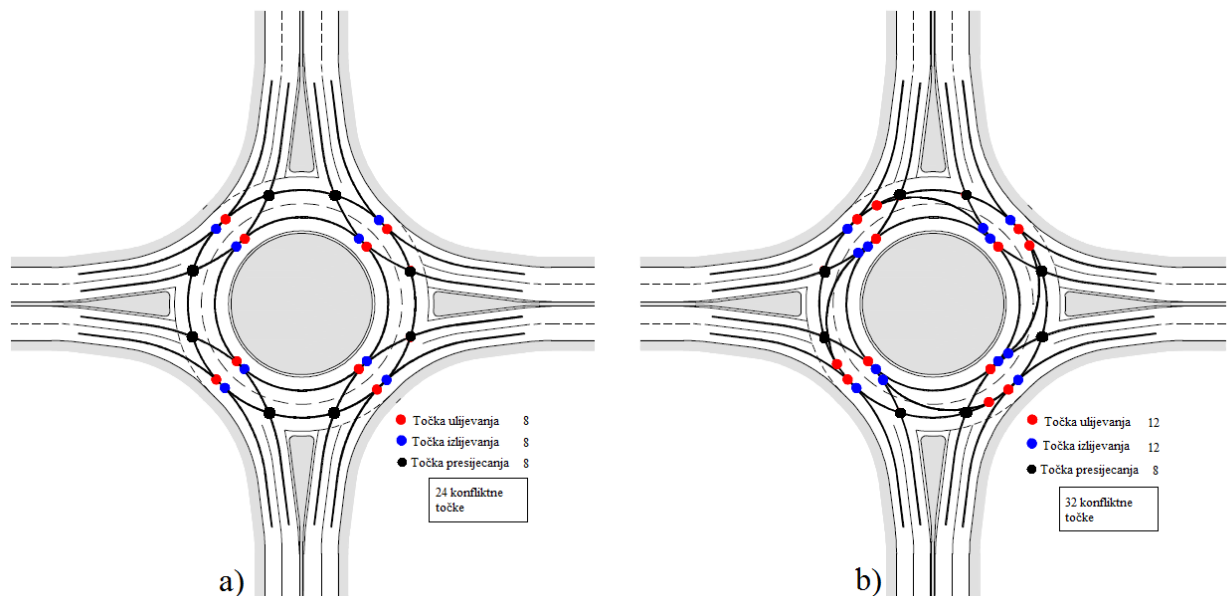 Točka ulijevanja 8
Točka izlijevanja 8
Točka presijecanja 8
24 konfliktne
točke
a)
Točka ulijevanja 12
Točka izlijevanja 12
Točka presijecanja 8
32 konfliktne
točke
b)